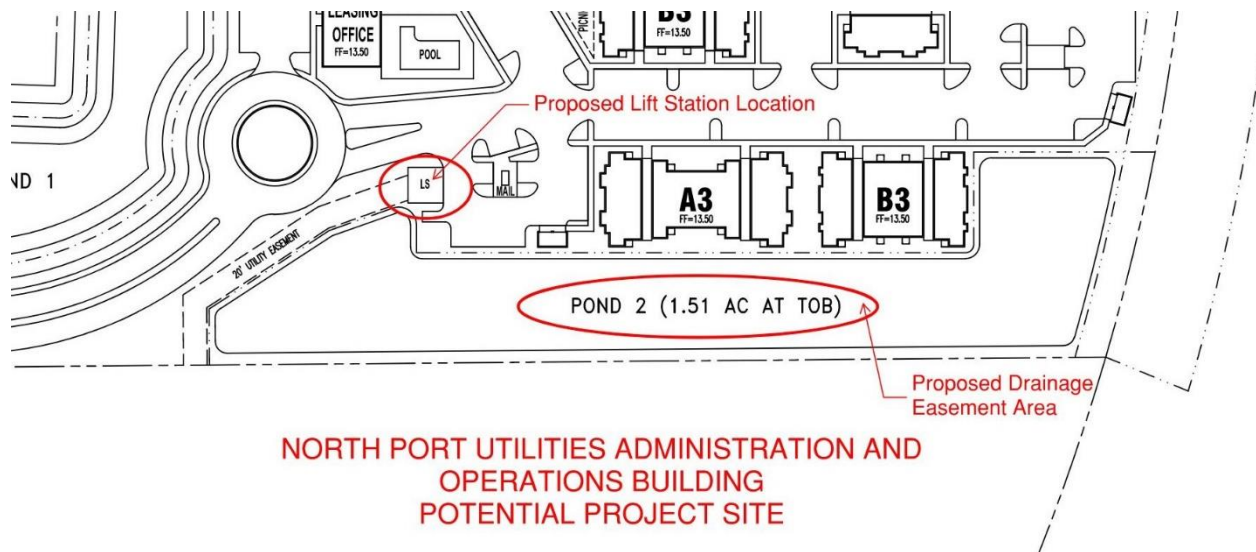 LEASING
OFFICE
FF=13.50
POOL
B3
FF=13.50
Proposed Lift Station Location
ND 1
LS
MAIL
A3
FF=13.50
B3
FF=13.50
20' UTILITY EASEMENT
POND 2 (1.51 AC AT TOB)
Proposed Drainage
Easement Area
NORTH PORT UTILITIES ADMINISTRATION AND
OPERATIONS BUILDING
POTENTIAL PROJECT SITE